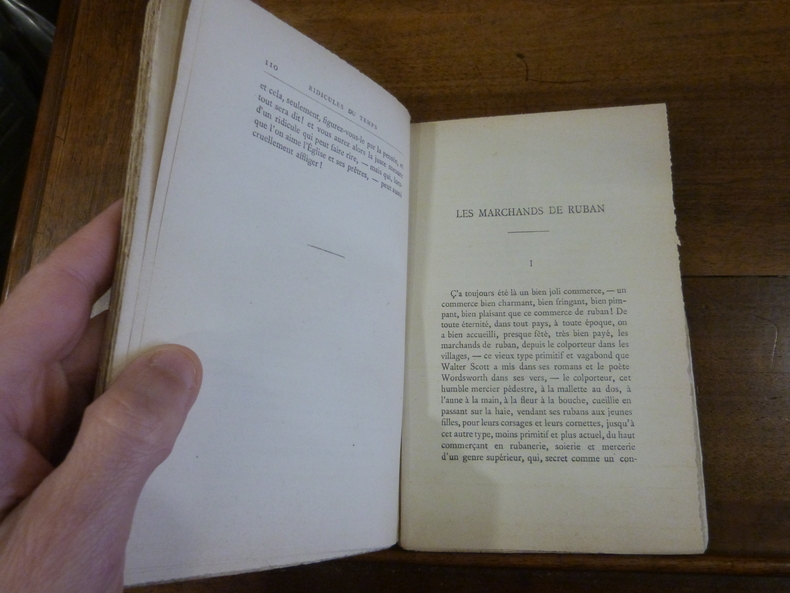 110
RIDICULES DU TEMPS
et cela, seulement, figurez-vous-le par la pensée, et
tout sera dit! et vous aurez alors la juste mesure
d'un ridicule qui peut faire rire, — mais qui, lors-
que l'on aime l'Église et ses prêtres, — peut aussi
cruellement affliger!
LES MARCHANDS DE RUBAN
I
Ç'a toujours été là un bien joli commerce, — un
commerce bien charmant, bien fringant, bien pim-
pant, bien plaisant que ce commerce de ruban! De
toute éternité, dans tout pays, à toute époque, on
a bien accueilli, presque fêté, très bien payé, les
marchands de ruban, depuis le colporteur dans les
villages, — ce vieux type primitif et vagabond que
Walter Scott a mis dans ses romans et le poète
Wordsworth dans ses vers, — le colporteur, cet
humble mercier pédestre, à la mallette au dos, à
l'aune à la main, à la fleur à la bouche, cueillie en
passant sur la haie, vendant ses rubans aux jeunes
filles, pour leurs corsages et leurs cornettes, jusqu'à
cet autre type, moins primitif et plus actuel, du haut
commerçant en rubanerie, soierie et mercerie
d'un genre supérieur, qui, secret comme un con-